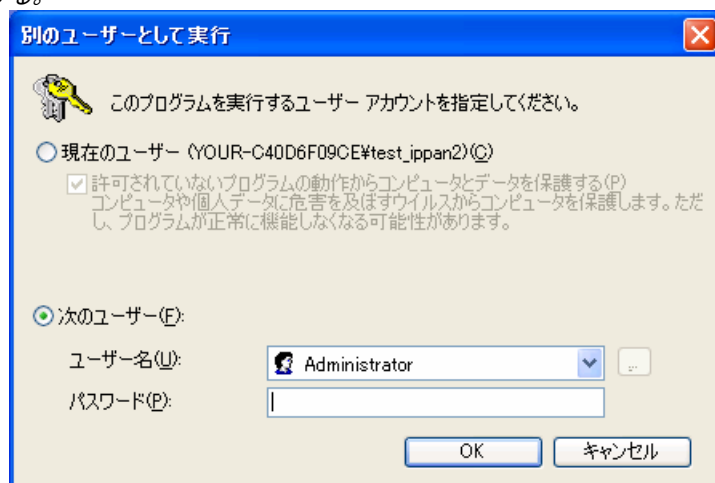 る。
別のユーザーとして実行
このプログラムを実行するユーザー アカウントを指定してください。
現在のユーザー (YOUR-C40D6F09CE¥test_ippan2)(C)
許可されていないプログラムの動作からコンピュータとデータを保護する(P)
コンピュータや個人データに危害を及ぼすウイルスからコンピュータを保護します。ただ
し、プログラムが正常に機能しなくなる可能性があります。
次のユーザー(F):
ユーザー名(U):
Administrator
...
パスワード(P):
OK
キャンセル